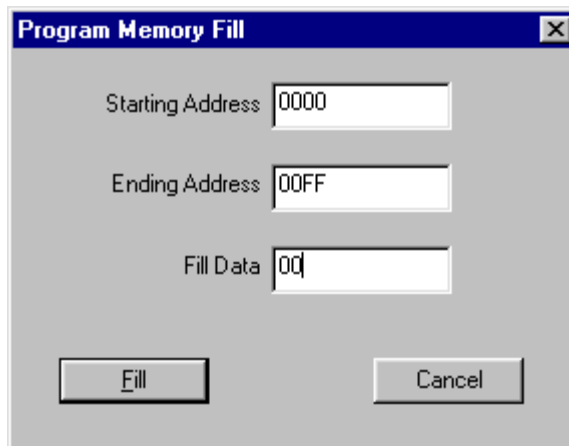 Program Memory Fill
Starting Address 0000
Ending Address 00FF
Fill Data 00
Fill Cancel